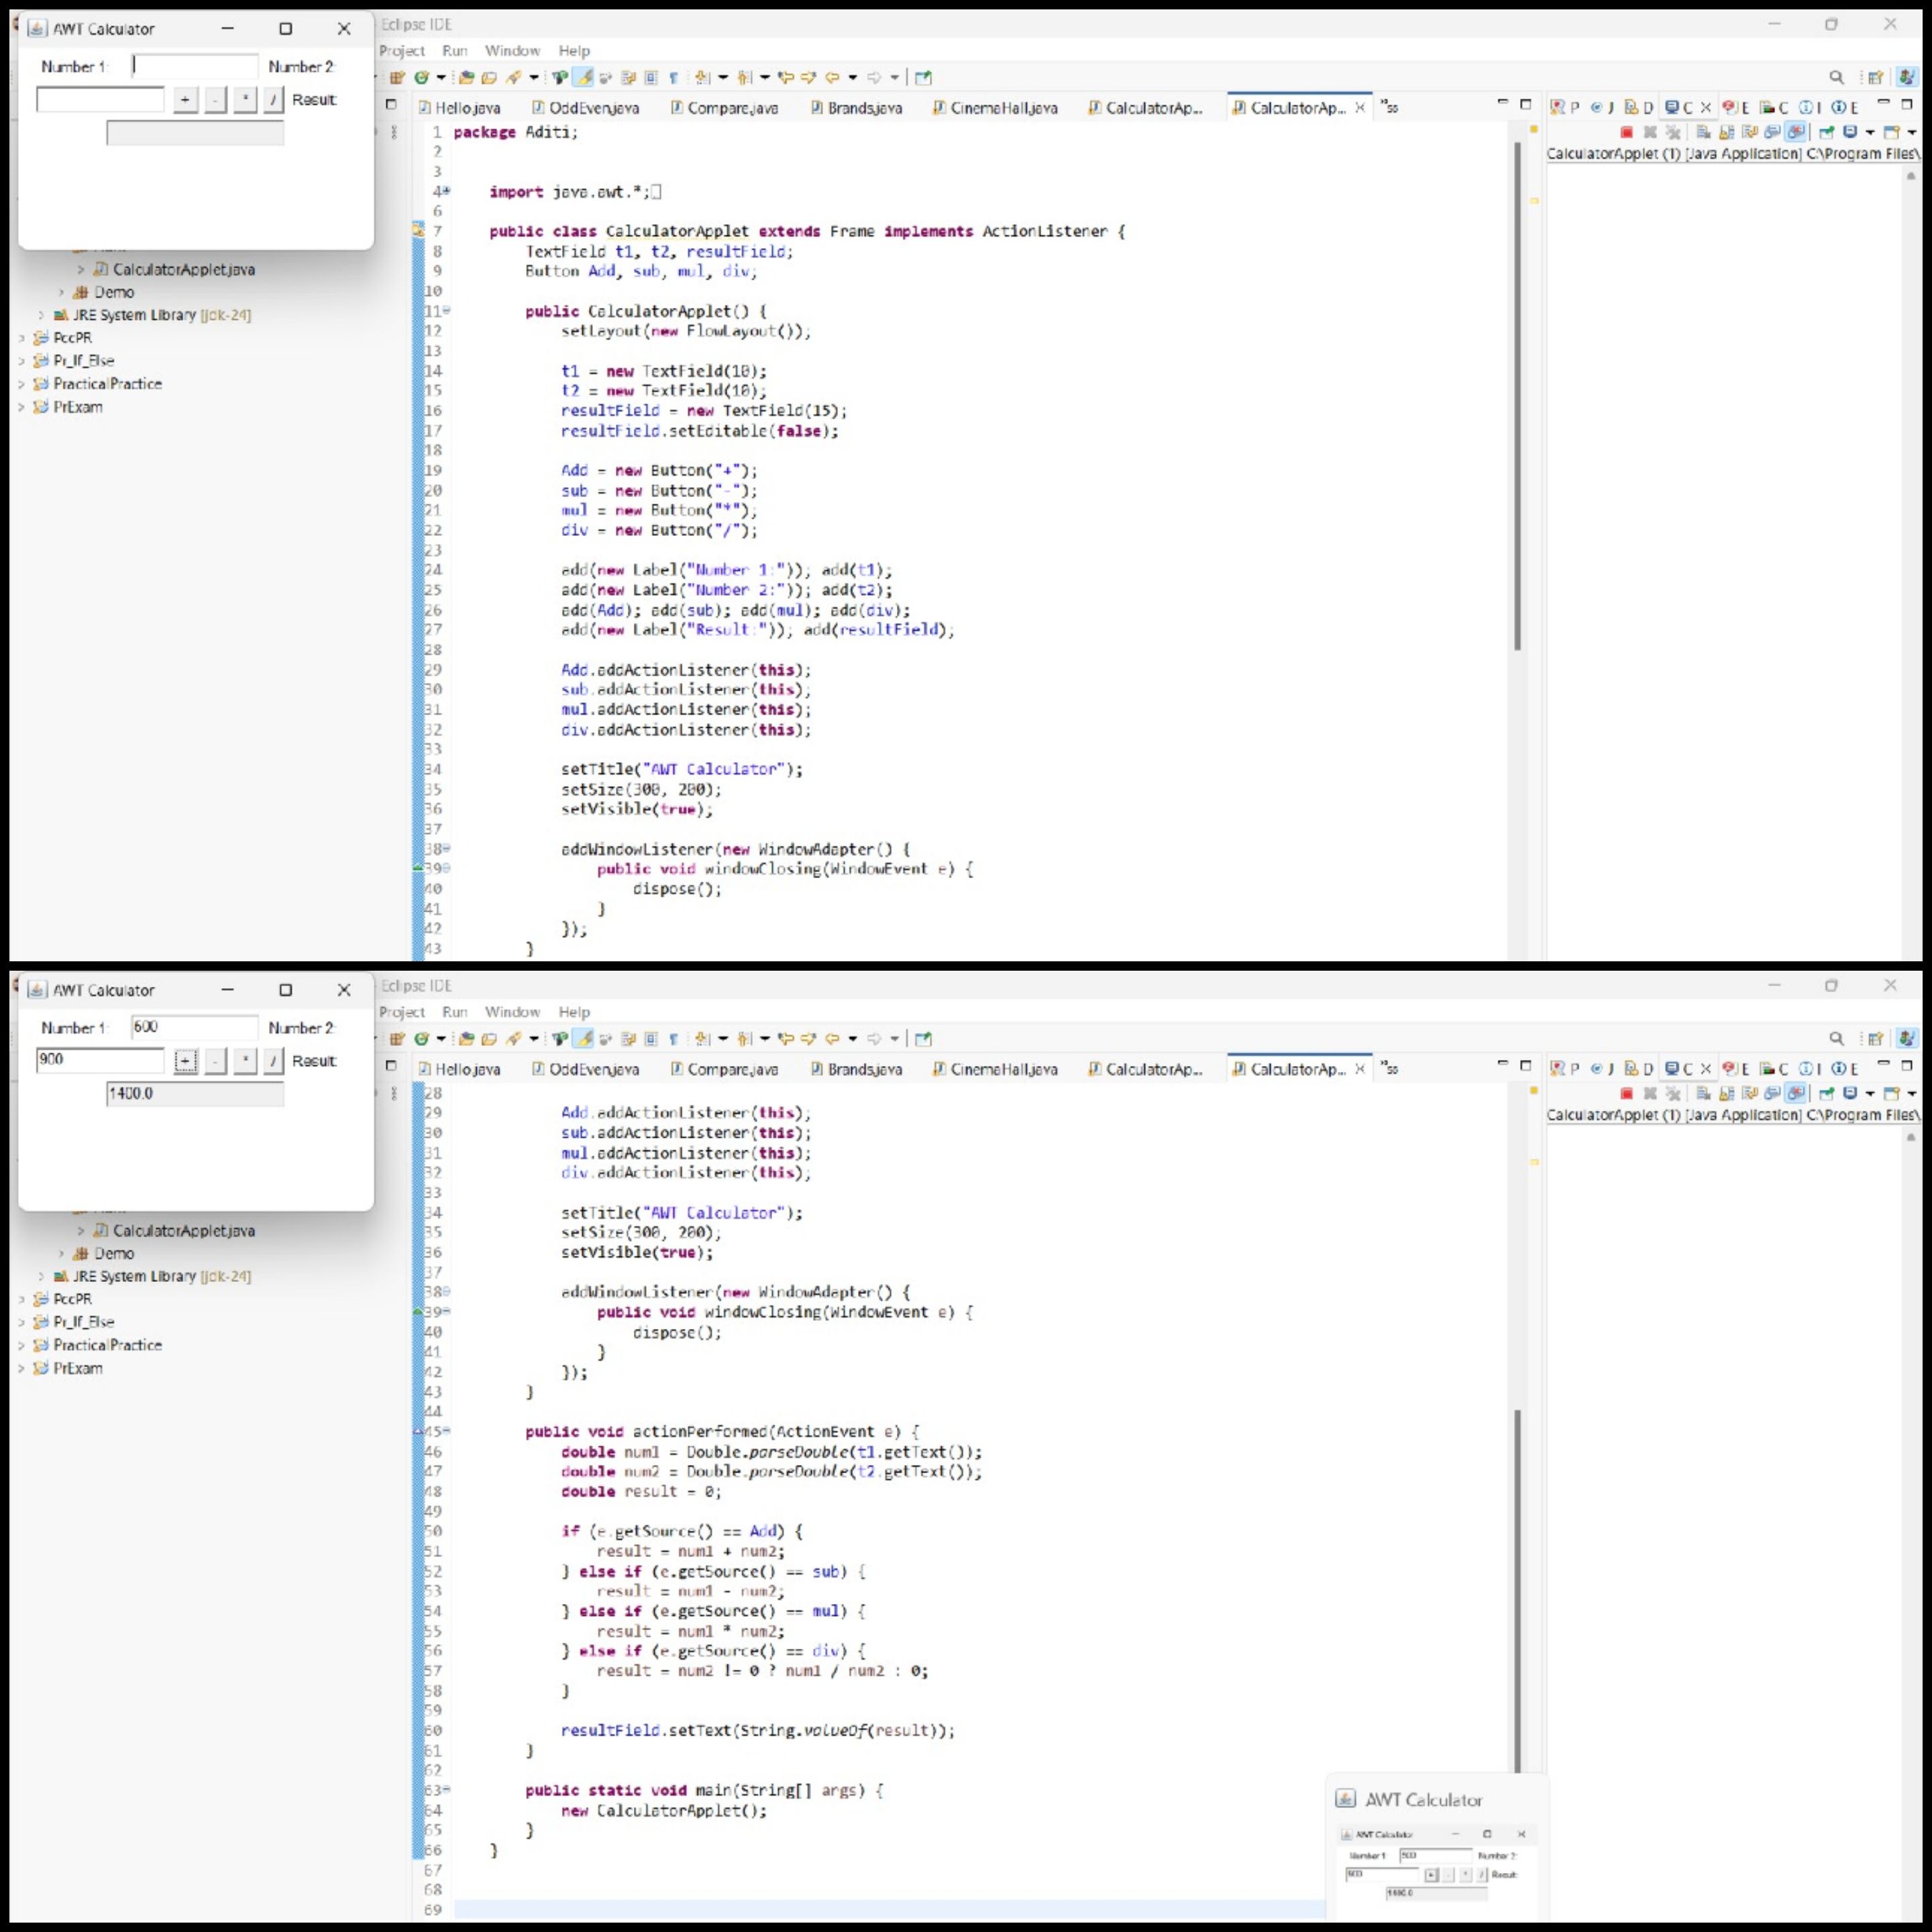 AWT Calculator
Eclipse IDE
Number 1:
Number 2:
+ - * / Result:
Project Run Window Help
Hello.java OddEven.java Compare.java Brands.java CinemaHall.java CalculatorAp... CalculatorAp... 55
P J D C E C I E
CalculatorApplet (1) [Java Application] C:\Program Files\
CalculatorApplet.java
Demo
JRE System Library [jdk-24]
PccPR
Pr_If_Else
PracticalPractice
PrExam
1 package Aditi;
2
3
4 import java.awt.*;
6
7 public class CalculatorApplet extends Frame implements ActionListener {
8 TextField t1, t2, resultField;
9 Button Add, sub, mul, div;
10
11 public CalculatorApplet() {
12 setLayout(new FlowLayout());
13
14 t1 = new TextField(10);
15 t2 = new TextField(10);
16 resultField = new TextField(15);
17 resultField.setEditable(false);
18
19 Add = new Button("+");
20 sub = new Button("-");
21 mul = new Button("*");
22 div = new Button("/");
23
24 add(new Label("Number 1:")); add(t1);
25 add(new Label("Number 2:")); add(t2);
26 add(Add); add(sub); add(mul); add(div);
27 add(new Label("Result:")); add(resultField);
28
29 Add.addActionListener(this);
30 sub.addActionListener(this);
31 mul.addActionListener(this);
32 div.addActionListener(this);
33
34 setTitle("AWT Calculator");
35 setSize(300, 200);
36 setVisible(true);
37
38 addWindowListener(new WindowAdapter() {
39 public void windowClosing(WindowEvent e) {
40 dispose();
41 }
42 });
43 }
AWT Calculator
Eclipse IDE
Number 1: 600 Number 2:
900 + - * / Result:
1400.0
Project Run Window Help
Hello.java OddEven.java Compare.java Brands.java CinemaHall.java CalculatorAp... CalculatorAp... 55
P J D C E C I E
CalculatorApplet (1) [Java Application] C:\Program Files\
CalculatorApplet.java
Demo
JRE System Library [jdk-24]
PccPR
Pr_If_Else
PracticalPractice
PrExam
28
29 Add.addActionListener(this);
30 sub.addActionListener(this);
31 mul.addActionListener(this);
32 div.addActionListener(this);
33
34 setTitle("AWT Calculator");
35 setSize(300, 200);
36 setVisible(true);
37
38 addWindowListener(new WindowAdapter() {
39 public void windowClosing(WindowEvent e) {
40 dispose();
41 }
42 });
43 }
44
45 public void actionPerformed(ActionEvent e) {
46 double num1 = Double.parseDouble(t1.getText());
47 double num2 = Double.parseDouble(t2.getText());
48 double result = 0;
49
50 if (e.getSource() == Add) {
51 result = num1 + num2;
52 } else if (e.getSource() == sub) {
53 result = num1 - num2;
54 } else if (e.getSource() == mul) {
55 result = num1 * num2;
56 } else if (e.getSource() == div) {
57 result = num2 != 0 ? num1 / num2 : 0;
58 }
59
60 resultField.setText(String.valueOf(result));
61 }
62
63 public static void main(String[] args) {
64 new CalculatorApplet();
65 }
66 }
67
68
69
AWT Calculator
AWT Calculator
Number 1: Number 2:
+ - * / Result: